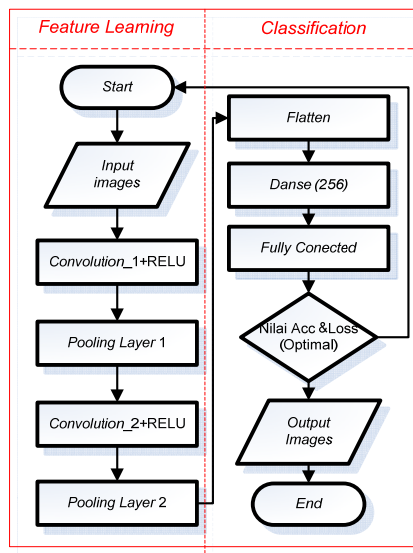 Feature Learning
Classification
Start
Input
images
Convolution_1+RELU
Pooling Layer 1
Convolution_2+RELU
Pooling Layer 2
Flatten
Danse (256)
Fully Conected
Nilai Acc &Loss
(Optimal)
Output
Images
End